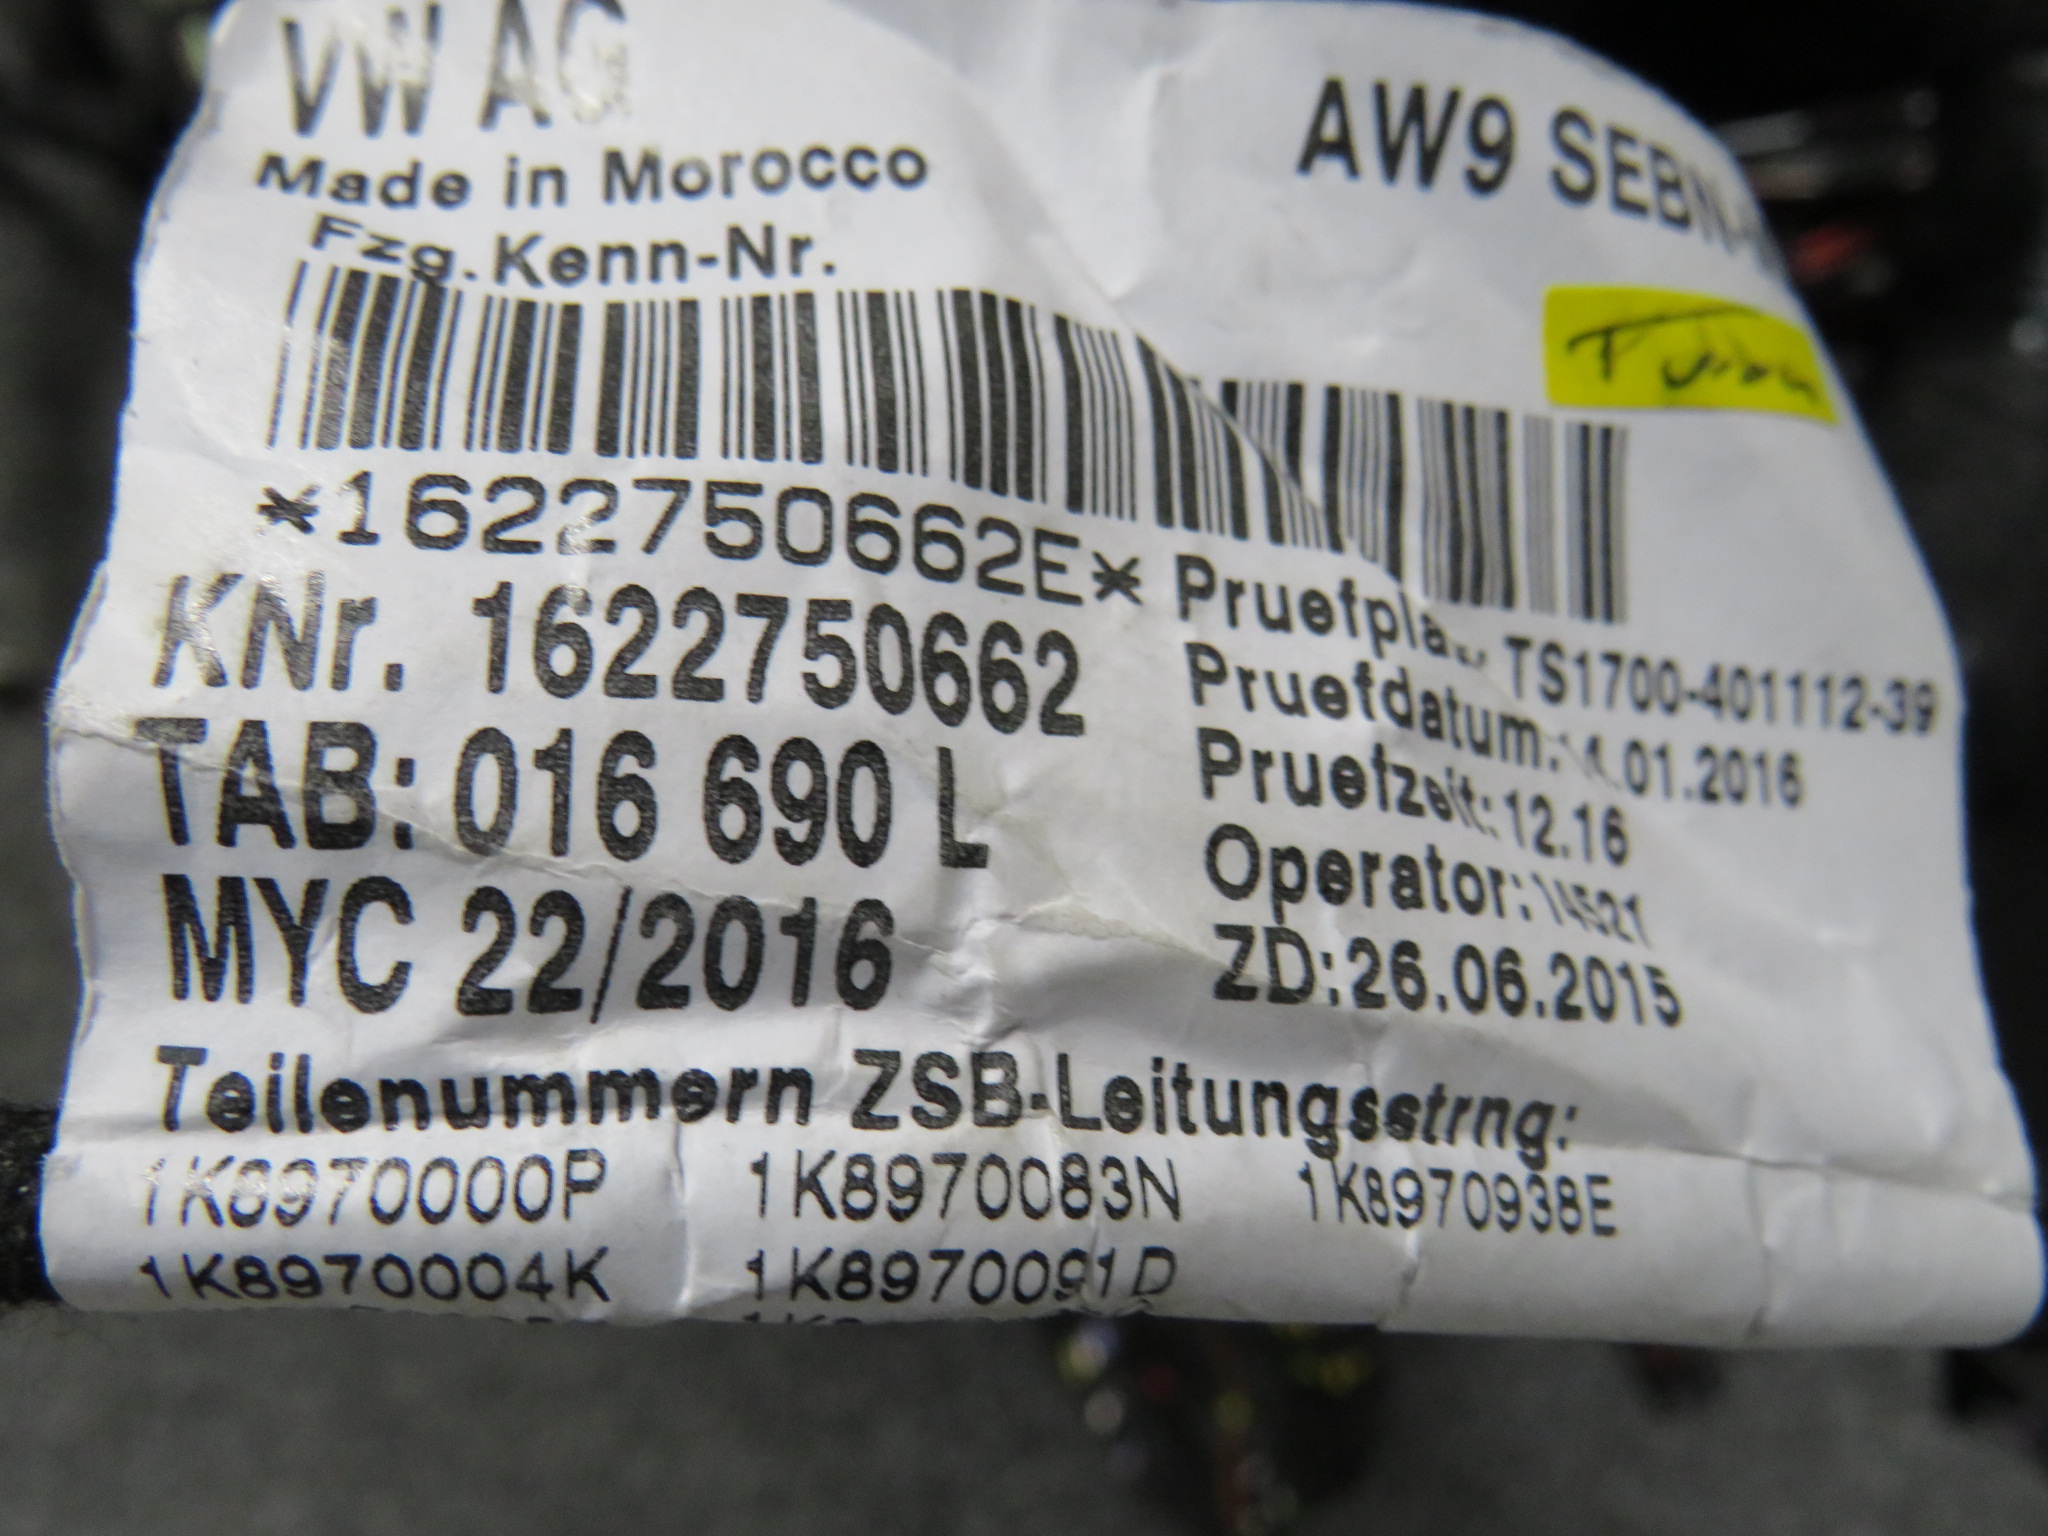 VW AG
AW9 SEBN-
Made in Morocco
Fzg.Kenn-Nr.
*1622750662E*
KNr. 1622750662
TAB: 016 690 L
MYC 22/2016
TS1700-401112-39
Pruefdatum: .01.2016
Pruefzeit: 12.16
Operator: 14521
ZD: 26.06.2015
Teilenummern ZSB-Leitungsstrng:
1K8970000P 1K8970083N 1K8970938E
1K8970004K 1K8970091D